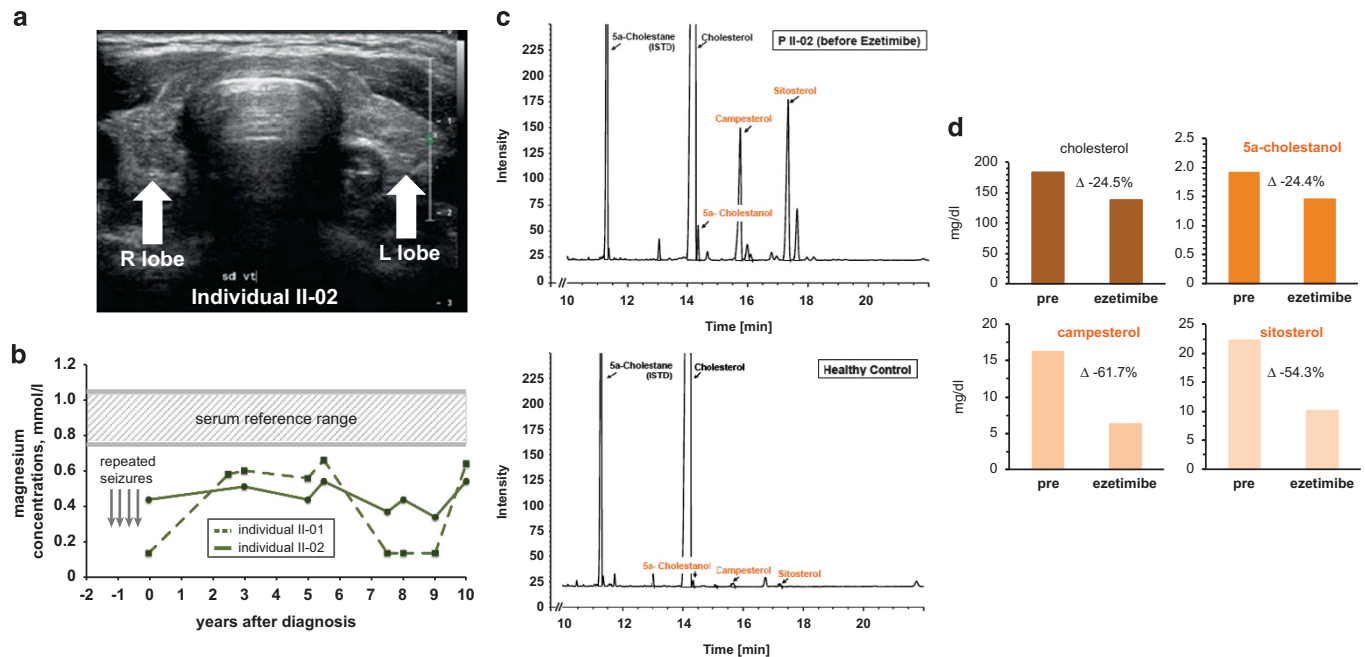 a
R lobe
L lobe
sd vt
Individual II-02
- 1
- 2
- 3
b
magnesium
concentrations, mmol/l
1.2
1.0
0.8
0.6
0.4
0.2
0
serum reference range
repeated
seizures
individual II-01
individual II-02
-2 -1 0 1 2 3 4 5 6 7 8 9 10
years after diagnosis
c
Intensity
225
200
175
150
125
100
75
50
25
0
5a-Cholestane
(ISTD)
Cholesterol
P II-02 (before Ezetimibe)
Sitosterol
Campesterol
5a- Cholestanol
10 12 14 16 18 20
Time [min]
Intensity
225
200
175
150
125
100
75
50
25
0
5a-Cholestane
(ISTD)
Cholesterol
Healthy Control
5a- Cholestanol
Campesterol
Sitosterol
10 12 14 16 18 20
Time [min]
d
cholesterol
mg/dl
200
150
100
50
0
Δ -24.5%
pre ezetimibe
5a-cholestanol
2.5
2.0
1.5
1.0
0.5
0.0
Δ -24.4%
pre ezetimibe
campesterol
mg/dl
20
15
10
5
0
Δ -61.7%
pre ezetimibe
sitosterol
25
20
15
10
5
0
Δ -54.3%
pre ezetimibe